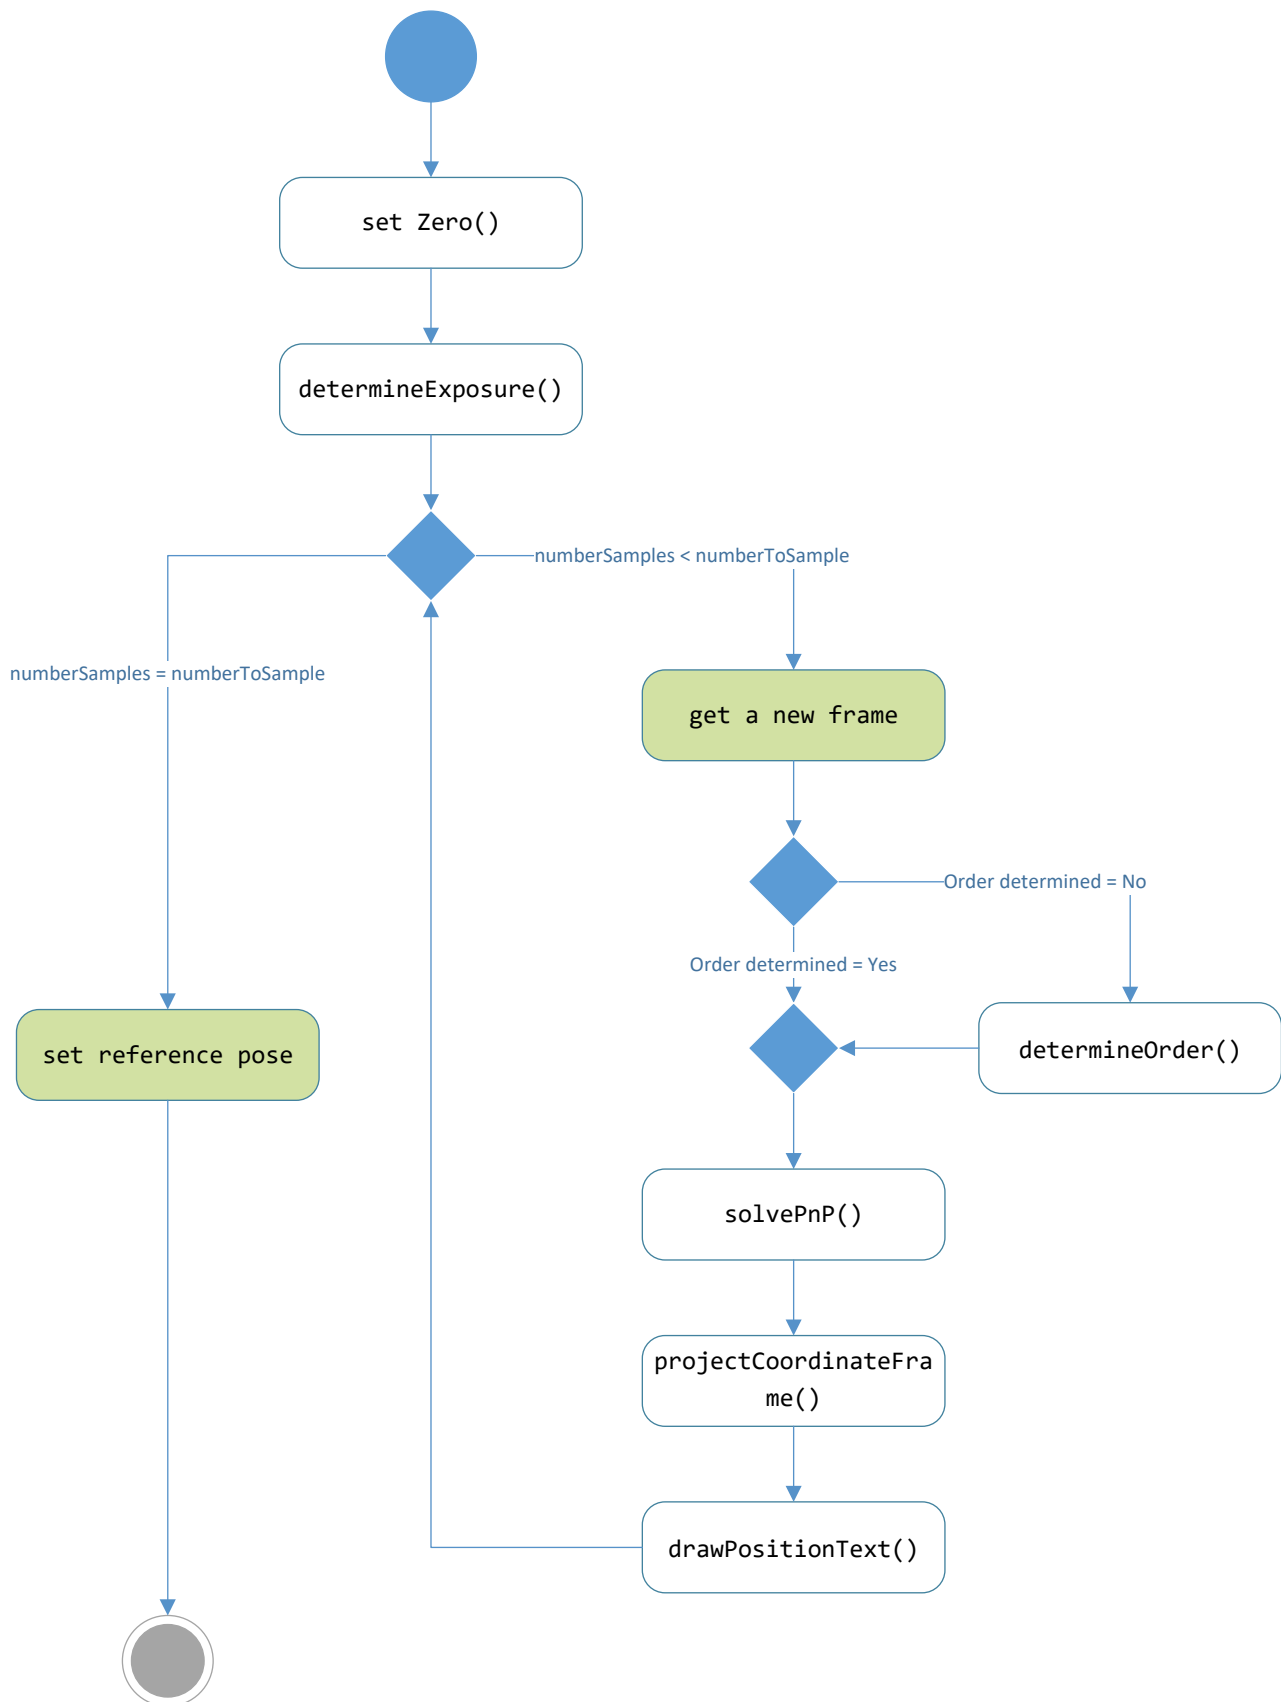 set Zero()
determineExposure()
numberSamples < numberToSample
numberSamples = numberToSample
get a new frame
Order determined = No
Order determined = Yes
set reference pose
determineOrder()
solvePnP()
projectCoordinateFra
me()
drawPositionText()